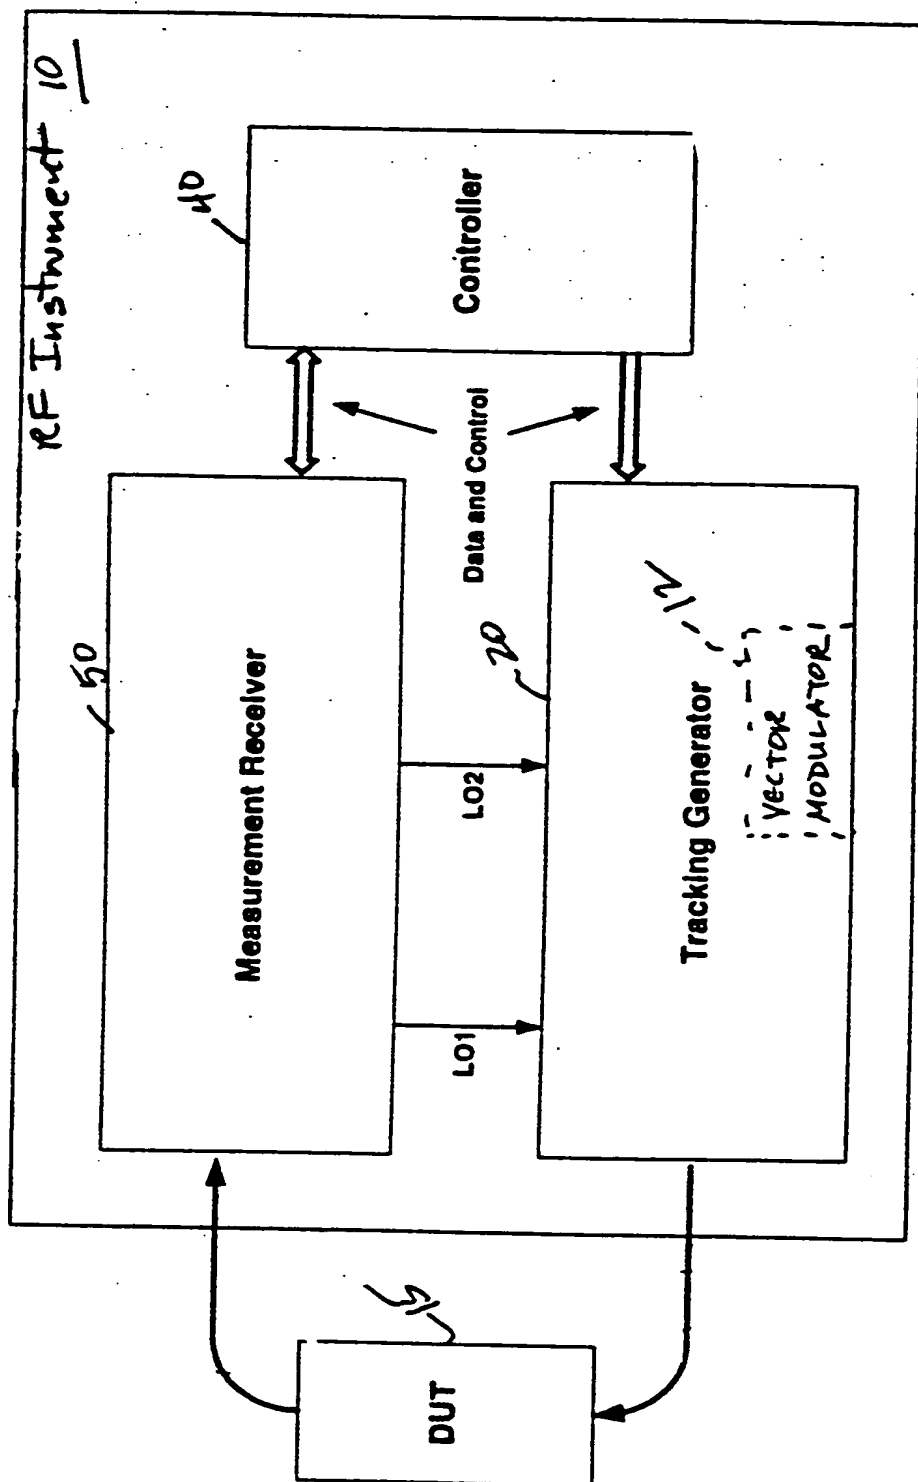 RF Instrument 10
40
Controller
Data and Control
50
Measurement Receiver
LO1
LO2
20
Tracking Generator
12
VECTOR
MODULATOR
DUT